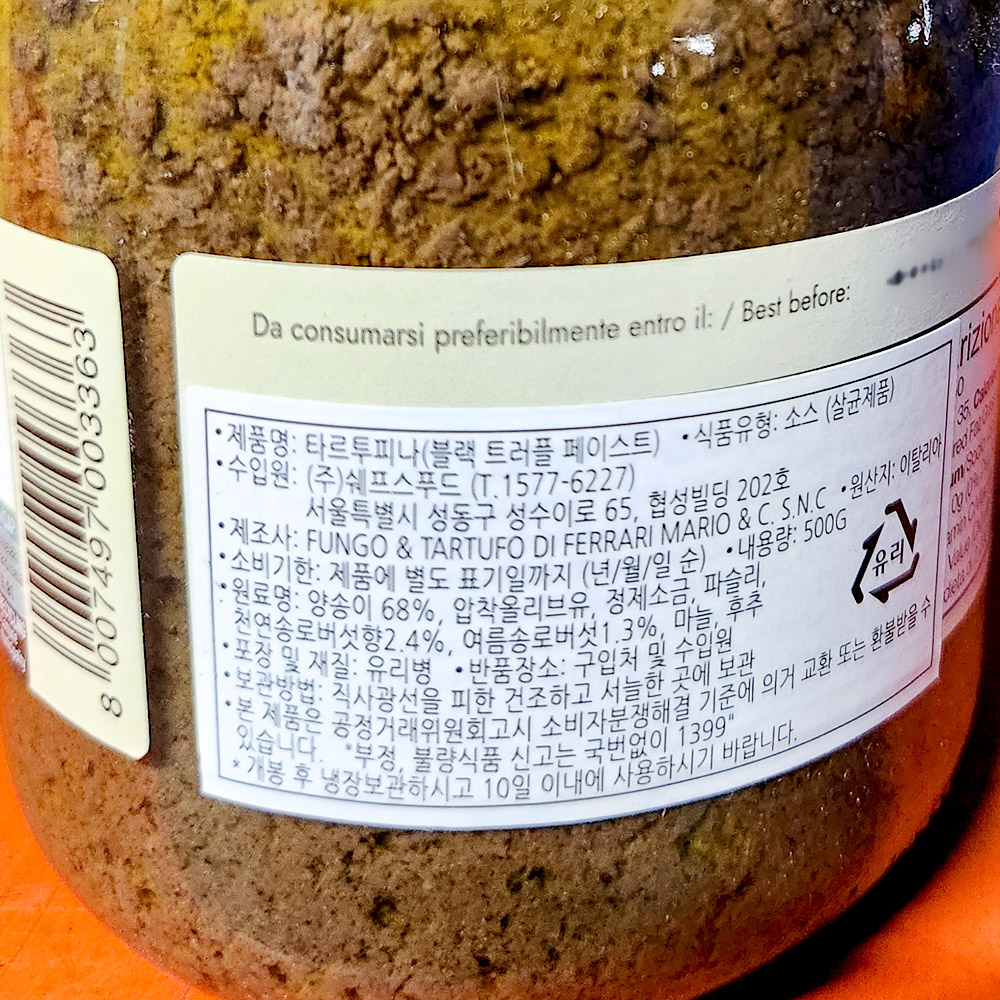 Da consumarsi preferibilmente entro il: / Best before:
•제품명: 타르투피나(블랙 트러플 페이스트) •식품유형: 소스 (살균제품)
•수입원: (주)쉐프스푸드 (T.1577-6227)
서울특별시 성동구 성수이로 65, 협성빌딩 202호
•제조사: FUNGO & TARTUFO DI FERRARI MARIO & C. S.N.C •원산지: 이탈리아
•소비기한: 제품에 별도 표기일까지 (년/월/일 순) •내용량: 500G
•원료명: 양송이 68%, 압착올리브유, 정제소금, 파슬리,
천연송로버섯향2.4%, 여름송로버섯1.3%, 마늘, 후추
•포장 및 재질: 유리병 •반품장소: 구입처 및 수입원
•보관방법: 직사광선을 피한 건조하고 서늘한 곳에 보관
•본 제품은 공정거래위원회고시 소비자분쟁해결 기준에 의거 교환 또는 환불받을 수
있습니다. "부정, 불량식품 신고는 국번없이 1399"
*개봉 후 냉장보관하시고 10일 이내에 사용하시기 바랍니다.
유리
8 007497 003363